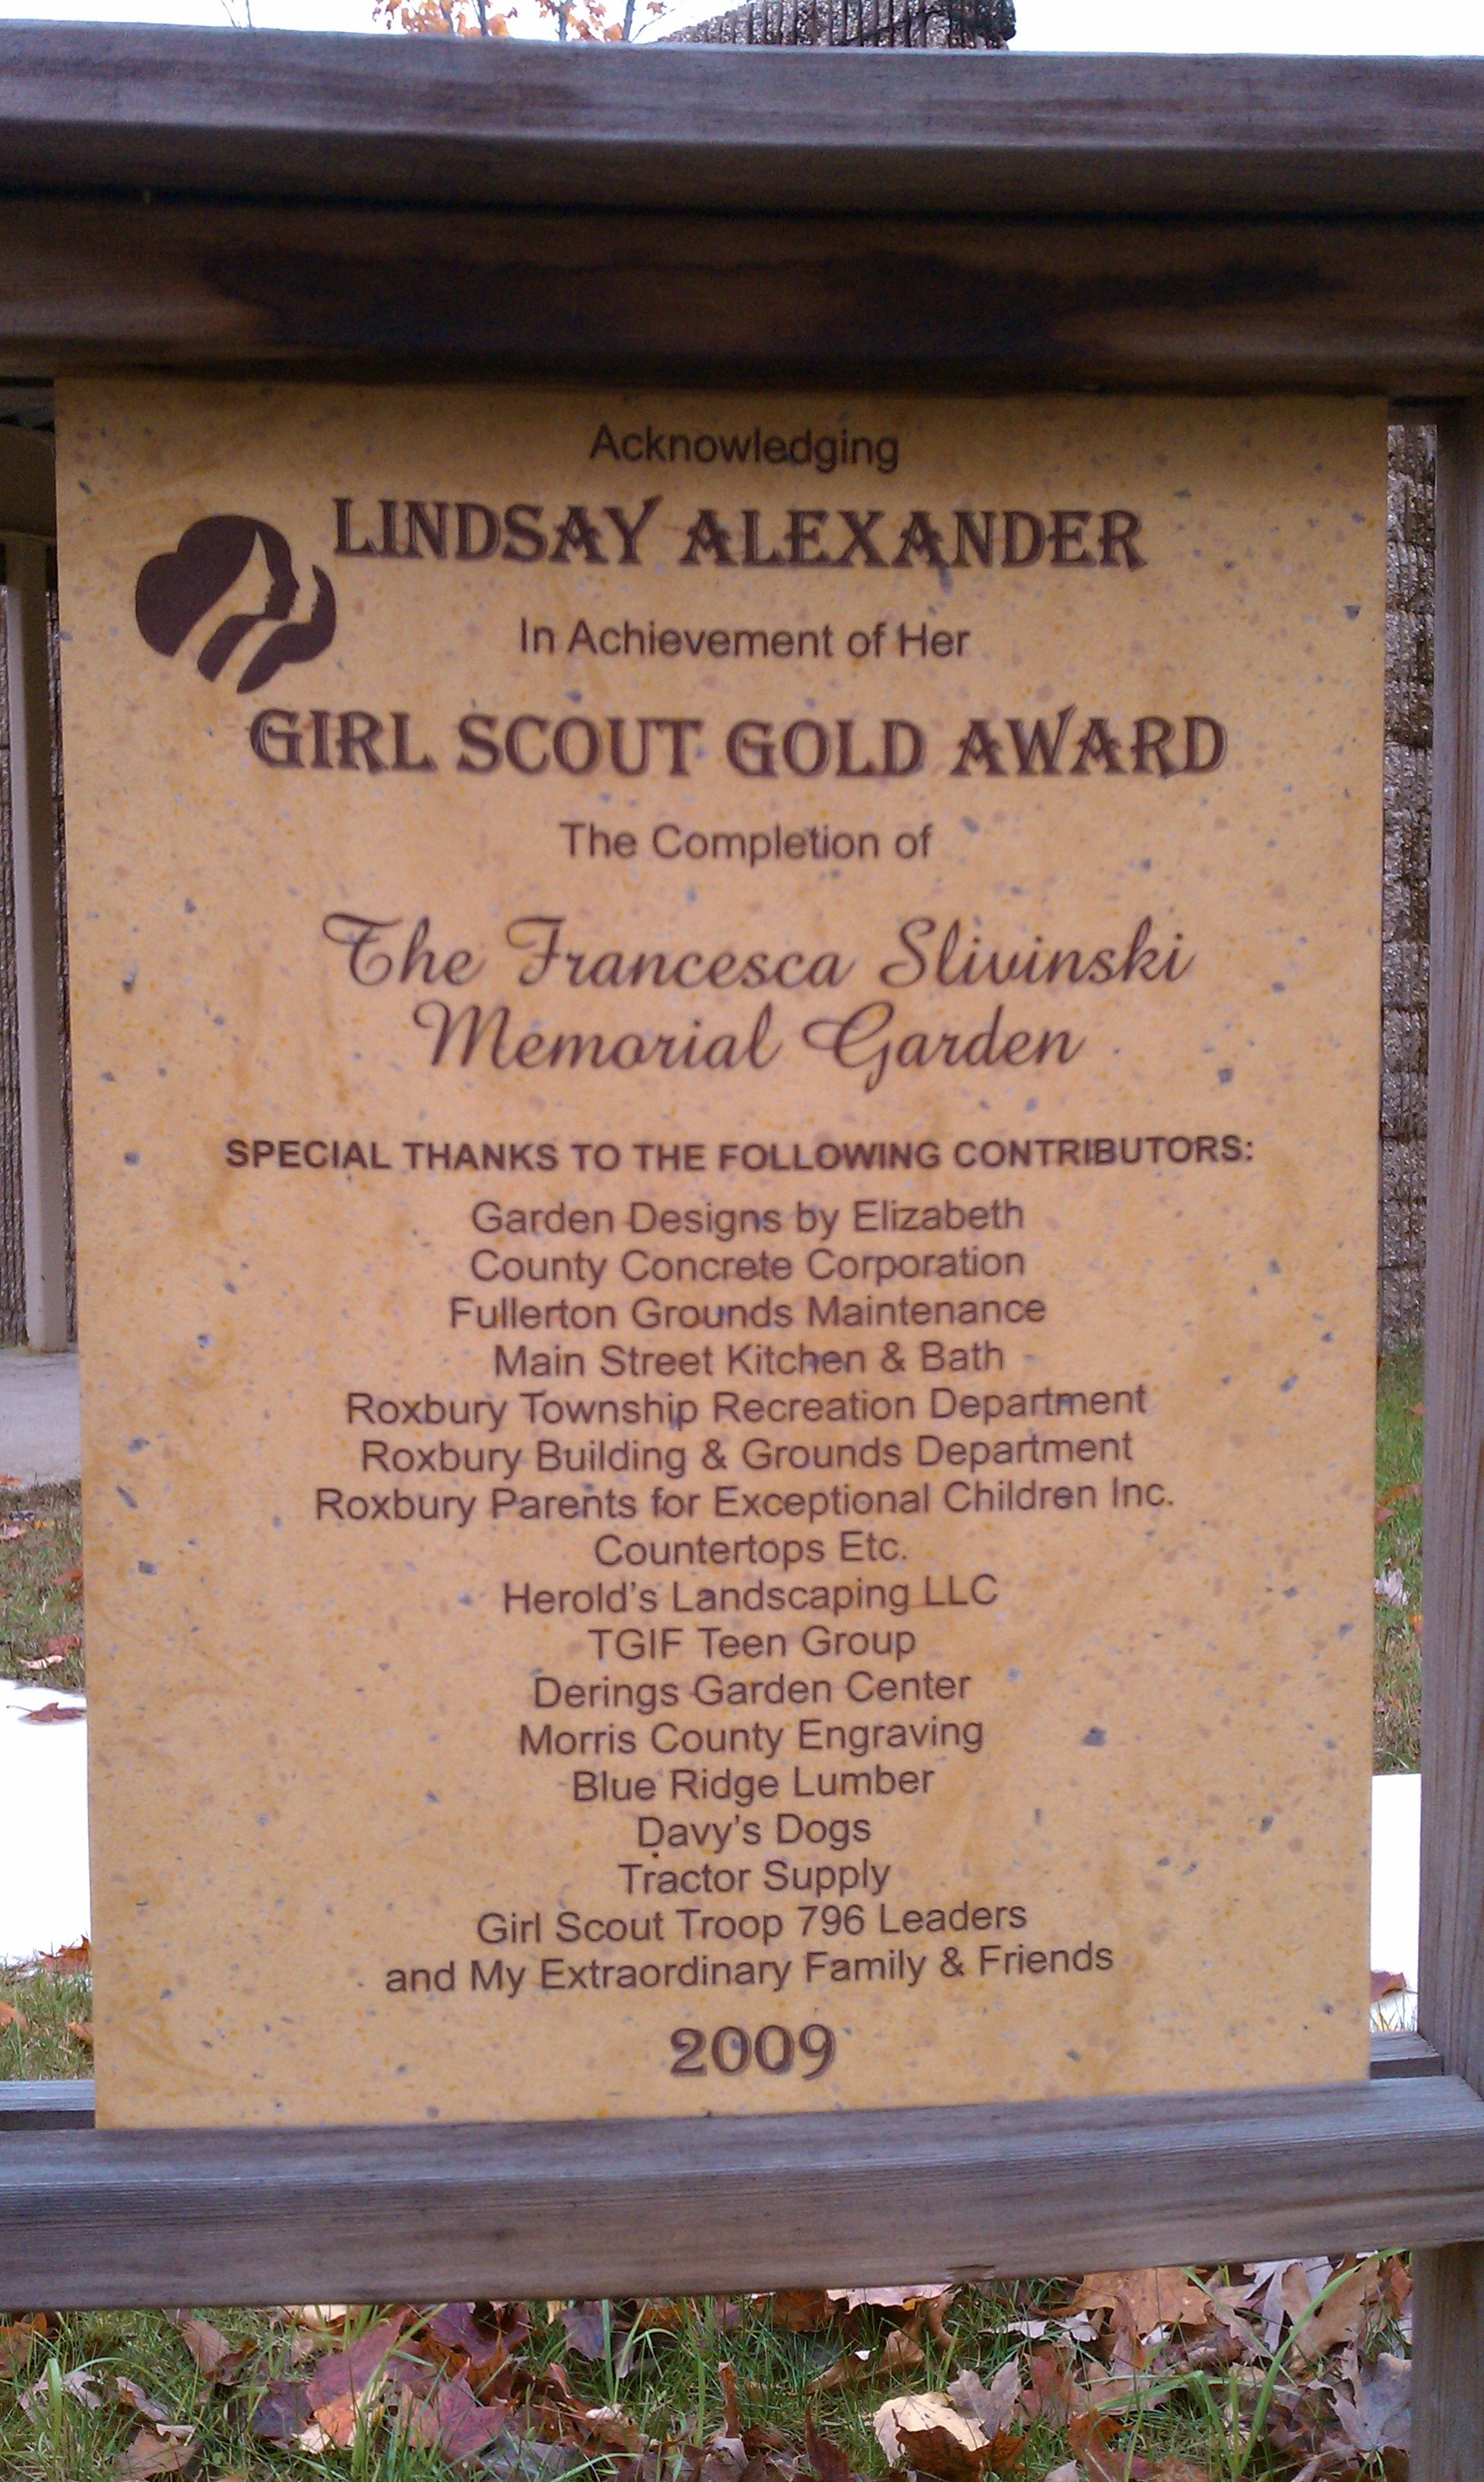 Acknowledging
LINDSAY ALEXANDER
In Achievement of Her
GIRL SCOUT GOLD AWARD
The Completion of
The Francesca Slivinski
Memorial Garden
SPECIAL THANKS TO THE FOLLOWING CONTRIBUTORS:
Garden Designs by Elizabeth
County Concrete Corporation
Fullerton Grounds Maintenance
Main Street Kitchen & Bath
Roxbury Township Recreation Department
Roxbury Building & Grounds Department
Roxbury Parents for Exceptional Children Inc.
Countertops Etc.
Herold's Landscaping LLC
TGIF Teen Group
Derings Garden Center
Morris County Engraving
Blue Ridge Lumber
Davy's Dogs
Tractor Supply
Girl Scout Troop 796 Leaders
and My Extraordinary Family & Friends
2009